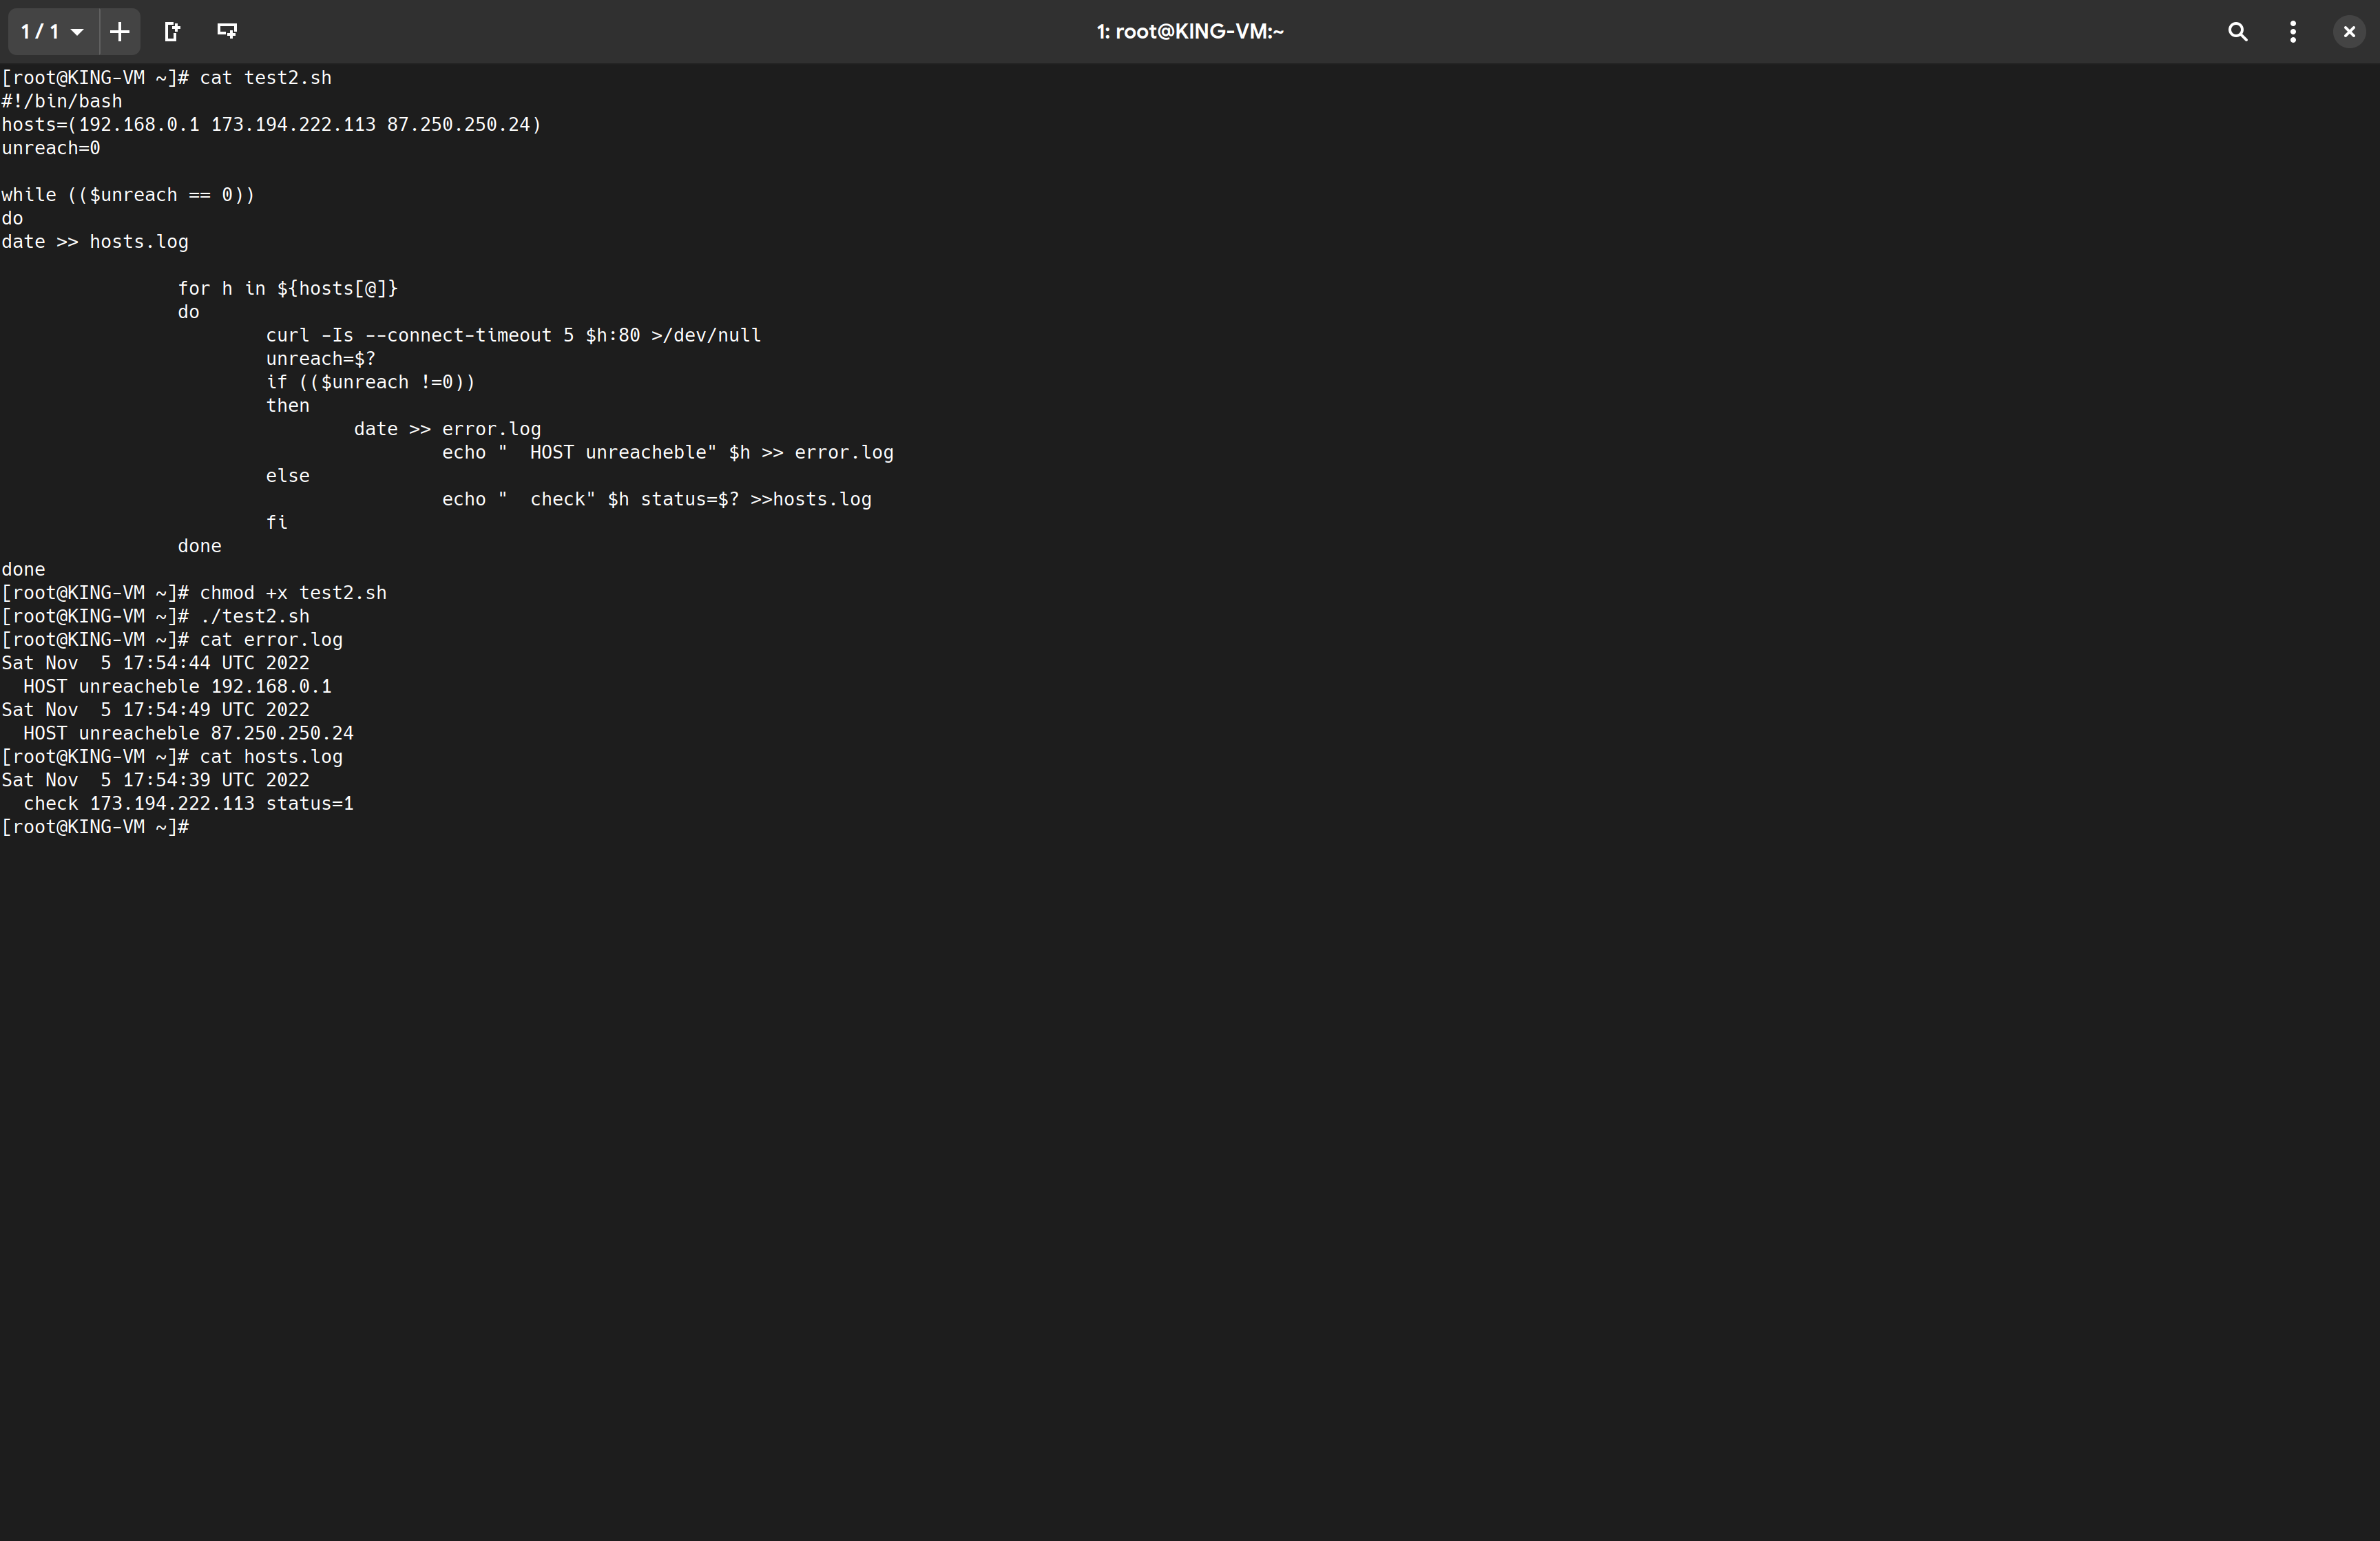 1 / 1
1: root@KING-VM:~
[root@KING-VM ~]# cat test2.sh
#!/bin/bash
hosts=(192.168.0.1 173.194.222.113 87.250.250.24)
unreach=0

while (($unreach == 0))
do
date >> hosts.log

                for h in ${hosts[@]}
                do
                        curl -Is --connect-timeout 5 $h:80 >/dev/null
                        unreach=$?
                        if (($unreach !=0))
                        then
                                date >> error.log
                                        echo "  HOST unreacheble" $h >> error.log
                        else
                                        echo "  check" $h status=$? >>hosts.log
                        fi
                done
done
[root@KING-VM ~]# chmod +x test2.sh
[root@KING-VM ~]# ./test2.sh
[root@KING-VM ~]# cat error.log
Sat Nov  5 17:54:44 UTC 2022
  HOST unreacheble 192.168.0.1
Sat Nov  5 17:54:49 UTC 2022
  HOST unreacheble 87.250.250.24
[root@KING-VM ~]# cat hosts.log
Sat Nov  5 17:54:39 UTC 2022
  check 173.194.222.113 status=1
[root@KING-VM ~]#